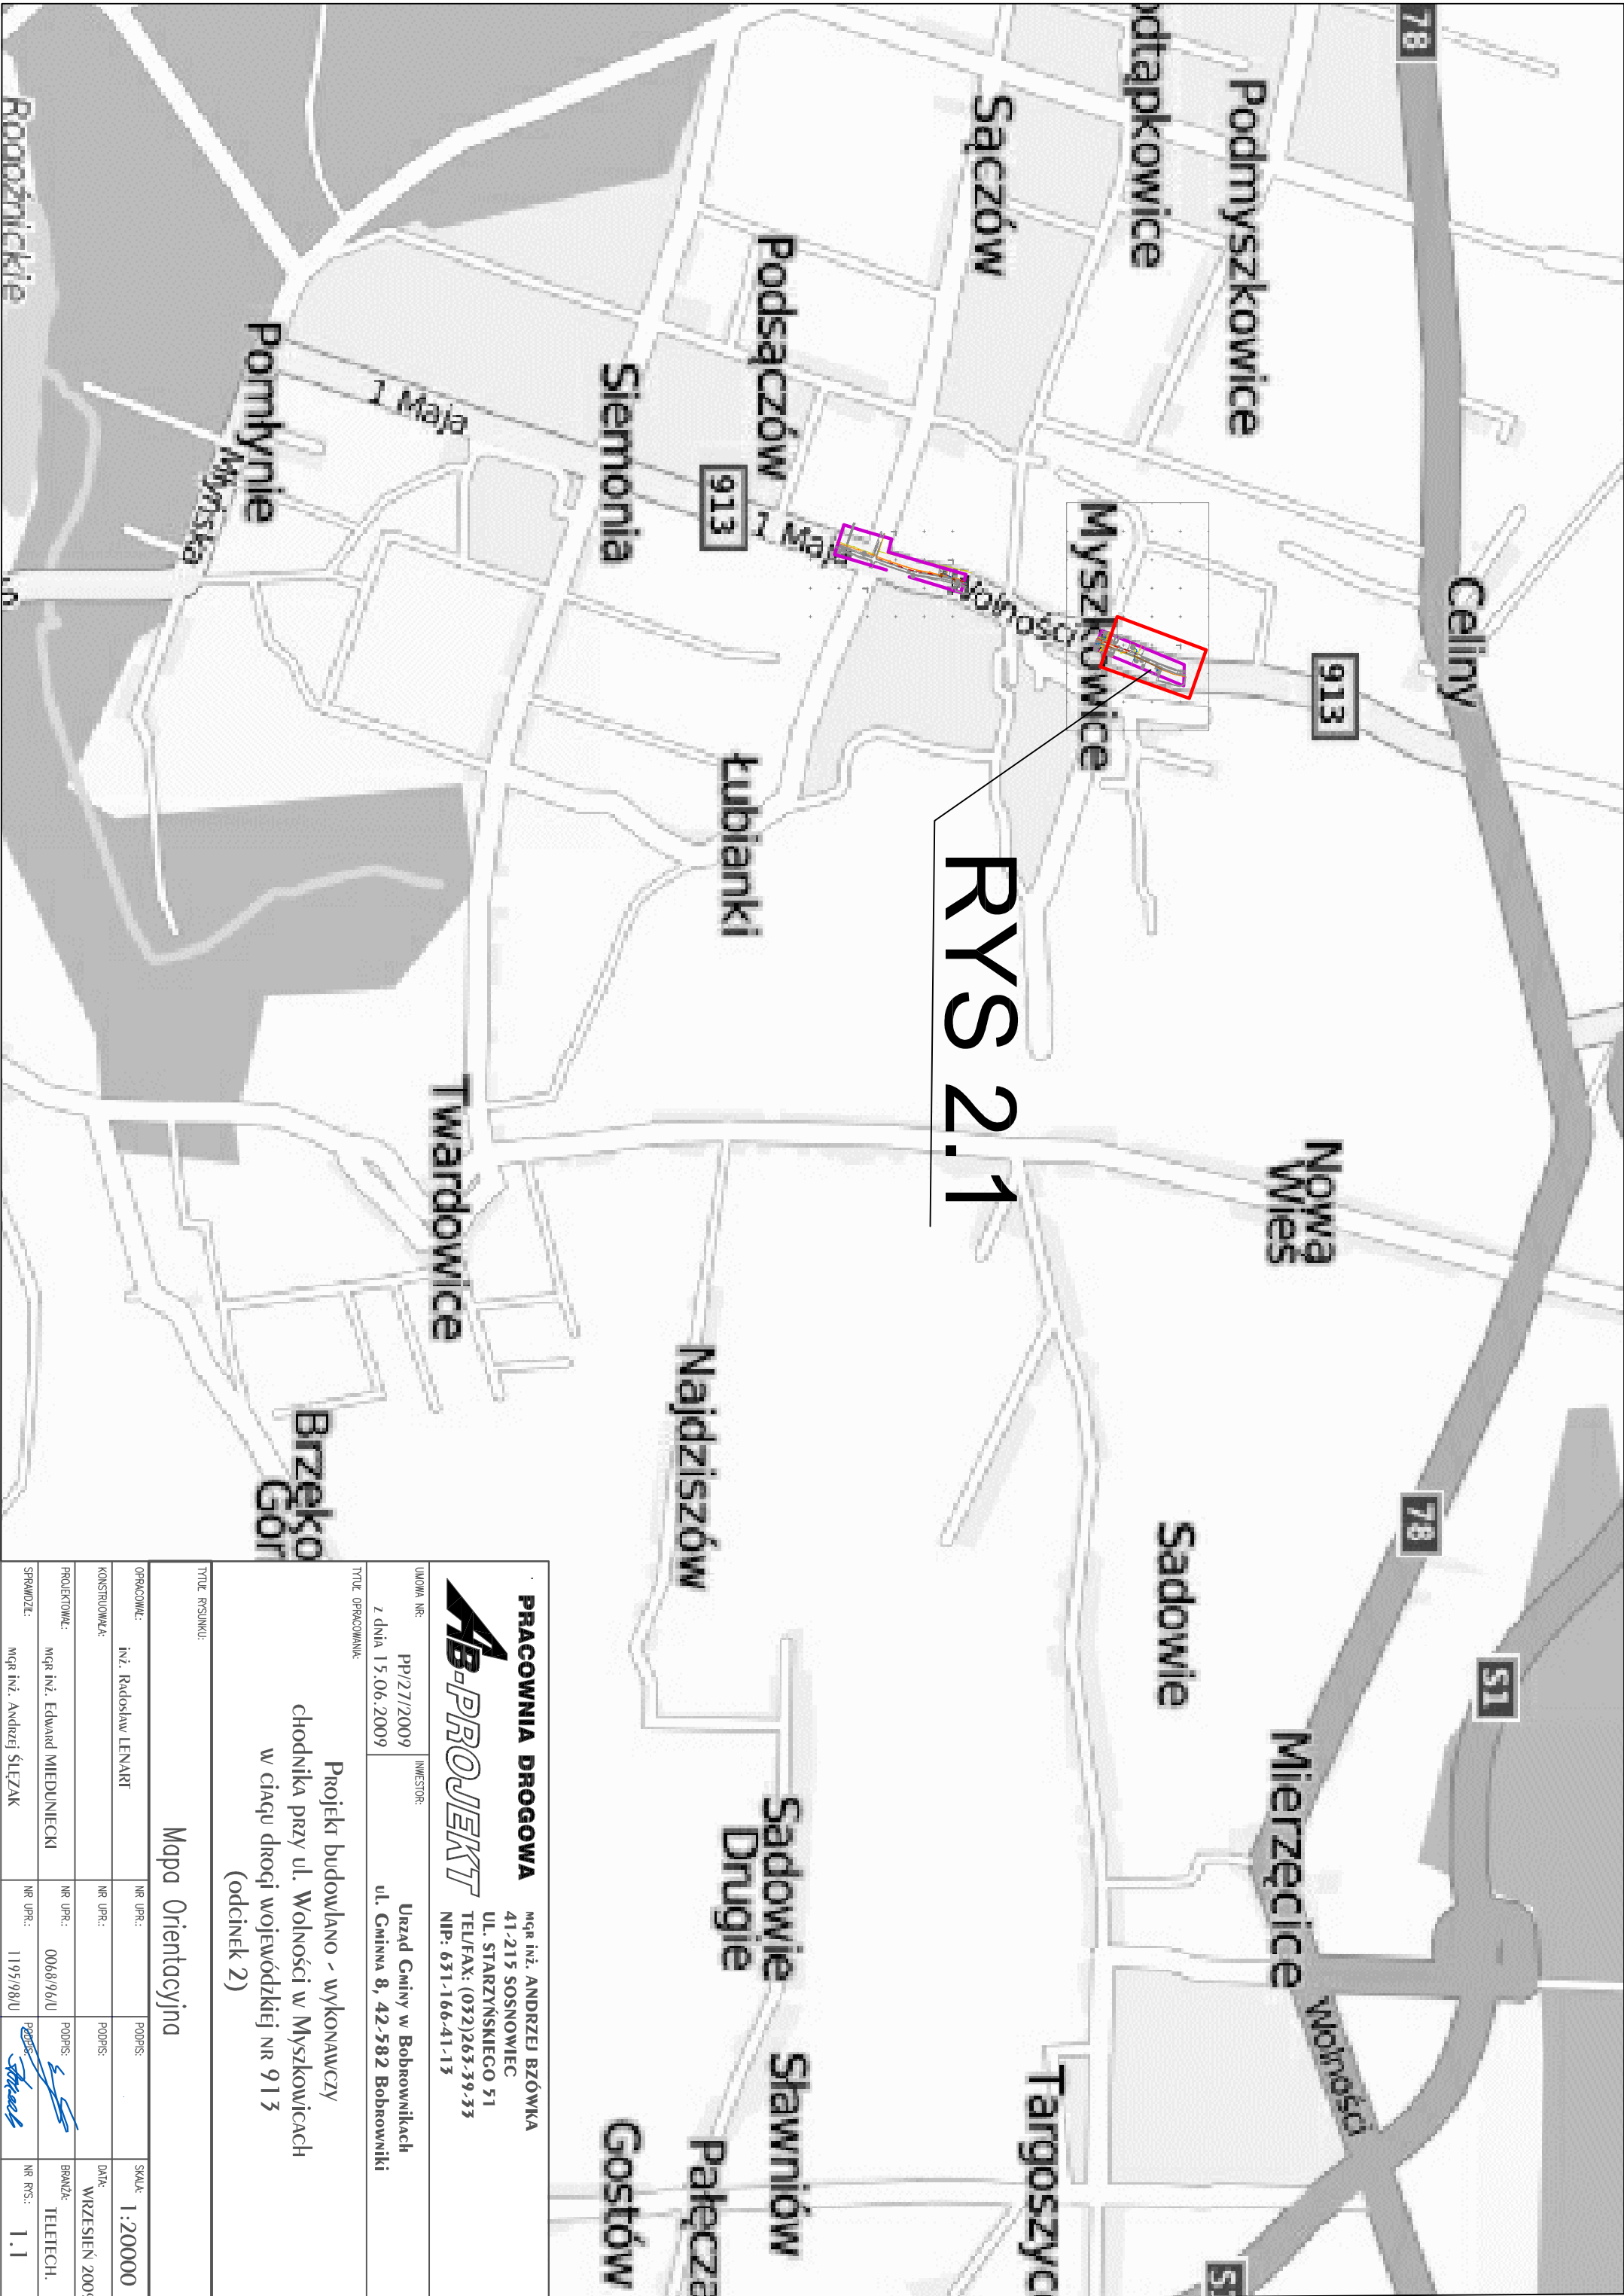 78
Celiny
78
S1
Mierzęcice
Wolności
Podmyszkowice
913
Nowa
Wieś
Sadowie
Myszkowice
Sączów
Wolności
RYS 2.1
Podsączów
1 Maja
913
Łubianki
Najdziszów
Sadowie
Drugie
Sławniów
Siemonia
Gostów
1 Maja
Twardowice
Pomłynie
Młyńska
PRACOWNIA DROGOWA
AB-PROJEKT
MGR INŻ. ANDRZEJ BZÓWKA
41-215 SOSNOWIEC
UL. STARZYŃSKIEGO 51
TEL/FAX: (032)263-39-33
NIP: 631-166-41-13
UMOWA NR: PP/27/2009
z dnia 15.06.2009
INWESTOR:
Urząd Gminy w Bobrownikach
ul. Gminna 8, 42-582 Bobrowniki
TYTUŁ OPRACOWANIA:
Projekt budowlano - wykonawczy
chodnika przy ul. Wolności w Myszkowicach
w ciągu drogi wojewódzkiej nr 913
(odcinek 2)
TYTUŁ RYSUNKU:
Mapa Orientacyjna
OPRACOWAŁ: inż. Radosław LENART NR UPR.: PODPIS: SKALA: 1:20000
KONSTRUOWAŁA: NR UPR.: PODPIS: DATA: WRZESIEŃ 2009
PROJEKTOWAŁ: mgr inż. Edward MIEDUNIECKI NR UPR.: 0068/96/U PODPIS: BRANŻA: TELETECH.
SPRAWDZIŁ: mgr inż. Andrzej ŚLĘZAK NR UPR.: 1195/98/U PODPIS: NR RYS.: 1.1